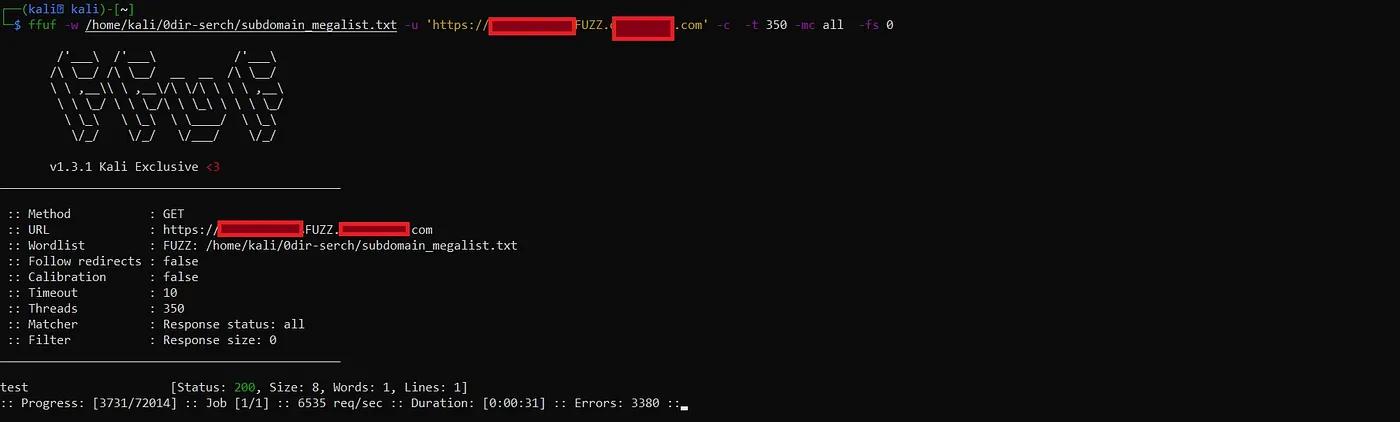 ┌──(kali㉿kali)-[~]
└─$ ffuf -w /home/kali/0dir-serch/subdomain_megalist.txt -u 'https://FUZZ..com' -c -t 350 -mc all -fs 0
v1.3.1 Kali Exclusive <3
:: Method : GET
:: URL : https://FUZZ.com
:: Wordlist : FUZZ: /home/kali/0dir-serch/subdomain_megalist.txt
:: Follow redirects : false
:: Calibration : false
:: Timeout : 10
:: Threads : 350
:: Matcher : Response status: all
:: Filter : Response size: 0
test [Status: 200, Size: 8, Words: 1, Lines: 1]
:: Progress: [3731/72014] :: Job [1/1] :: 6535 req/sec :: Duration: [0:00:31] :: Errors: 3380 ::